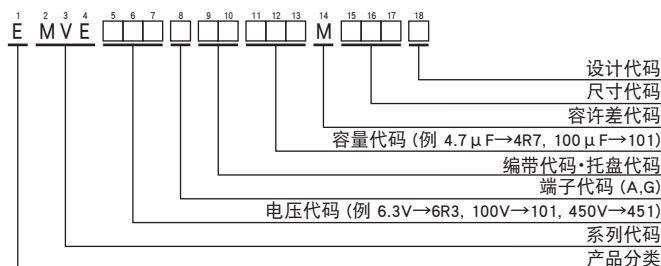 1 2 3 4 5 6 7 8 9 10 11 12 13 14 15 16 17 18
E M V E M
设计代码
尺寸代码
容许差代码
容量代码 (例 4.7μF→4R7, 100μF→101)
编带代码・托盘代码
端子代码 (A,G)
电压代码 (例 6.3V→6R3, 100V→101, 450V→451)
系列代码
产品分类